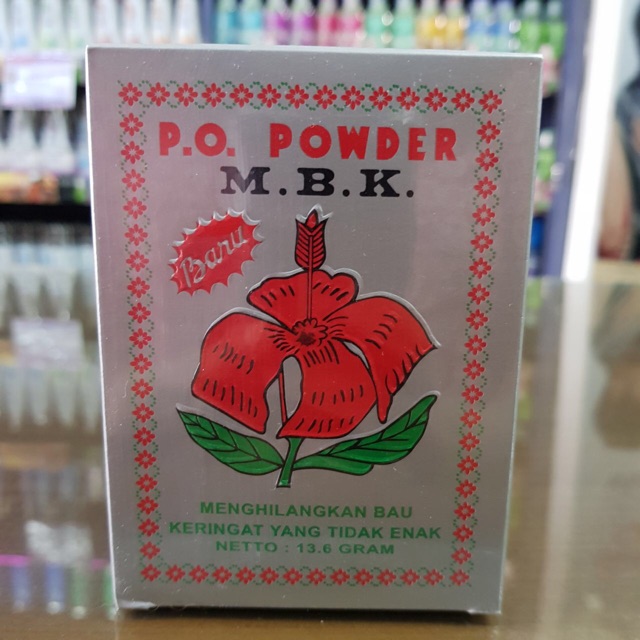 P.O. POWDER
M.B.K.
Baru
MENGHILANGKAN BAU
KERINGAT YANG TIDAK ENAK
NETTO : 13.6 GRAM